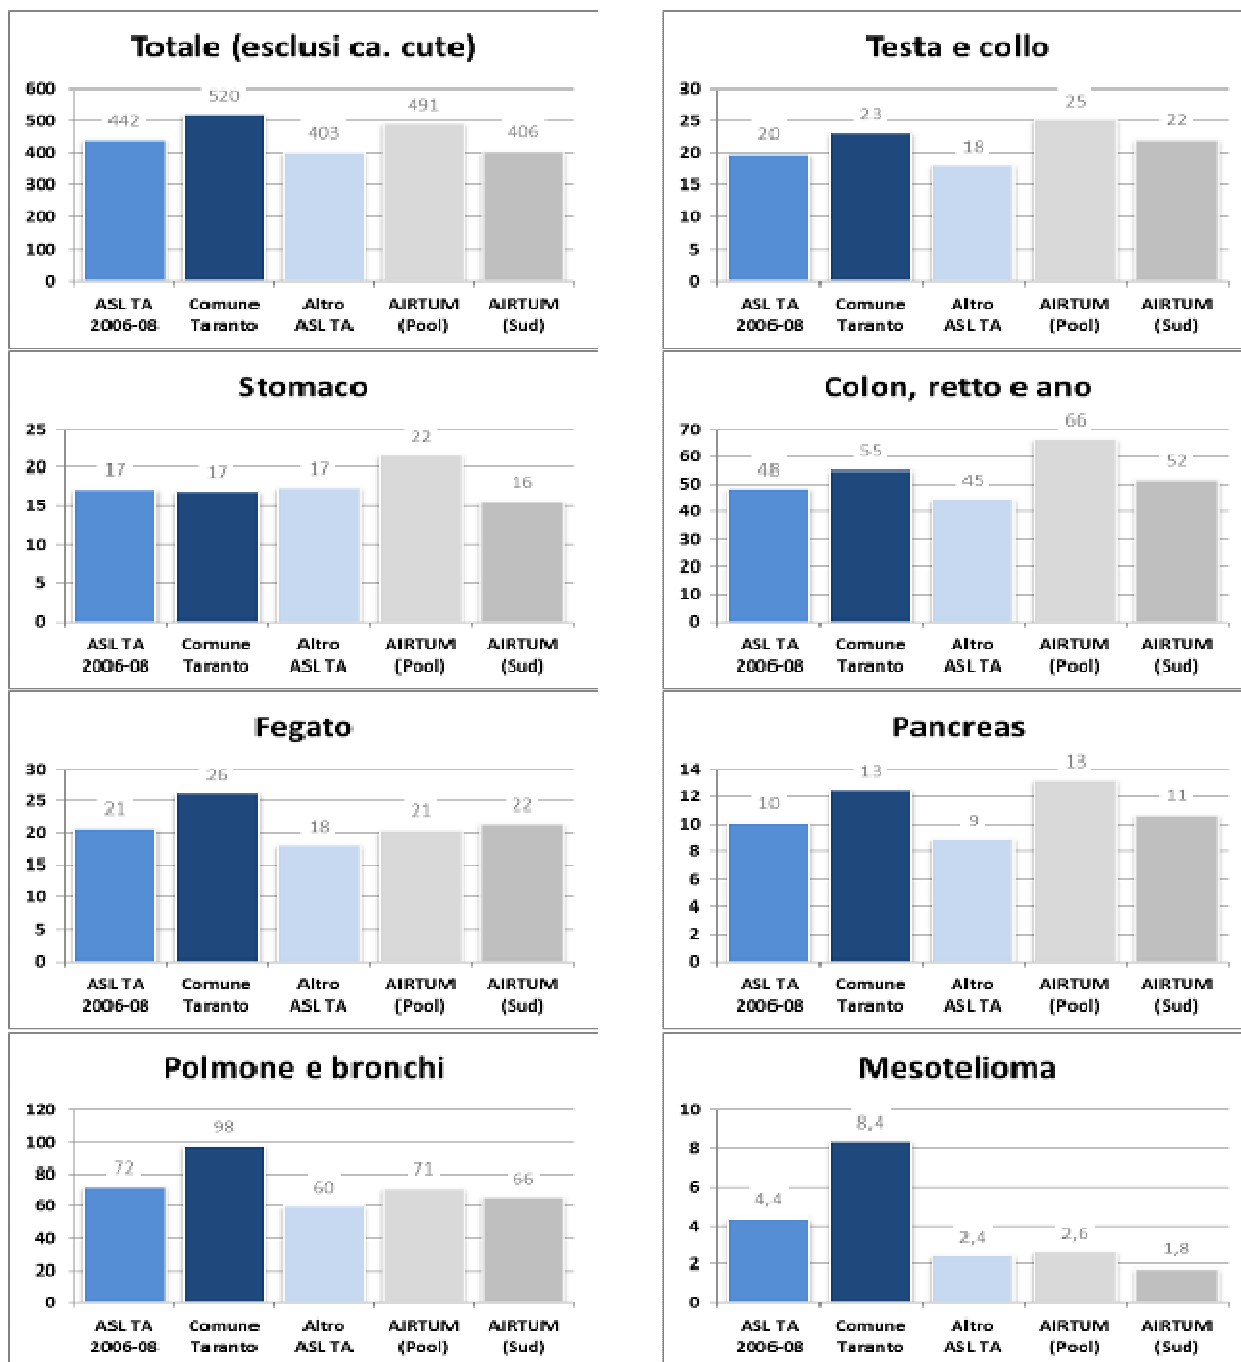 Totale (esclusi ca. cute)
600
500
400
300
200
100
0
442
520
403
491
406
ASL TA
2006-08
Comune
Taranto
Altro
ASL TA
AIRTUM
(Pool)
AIRTUM
(Sud)
Testa e collo
30
25
20
15
10
5
0
20
23
18
25
22
ASL TA
2006-08
Comune
Taranto
Altro
ASL TA
AIRTUM
(Pool)
AIRTUM
(Sud)
Stomaco
25
20
15
10
5
0
17
17
17
22
16
ASL TA
2006-08
Comune
Taranto
Altro
ASL TA
AIRTUM
(Pool)
AIRTUM
(Sud)
Colon, retto e ano
70
60
50
40
30
20
10
0
48
55
45
66
52
ASL TA
2006-08
Comune
Taranto
Altro
ASL TA
AIRTUM
(Pool)
AIRTUM
(Sud)
Fegato
30
25
20
15
10
5
0
21
26
18
21
22
ASL TA
2006-08
Comune
Taranto
Altro
ASL TA
AIRTUM
(Pool)
AIRTUM
(Sud)
Pancreas
14
12
10
8
6
4
2
0
10
13
9
13
11
ASL TA
2006-08
Comune
Taranto
Altro
ASL TA
AIRTUM
(Pool)
AIRTUM
(Sud)
Polmone e bronchi
120
100
80
60
40
20
0
72
98
60
71
66
ASL TA
2006-08
Comune
Taranto
Altro
ASL TA
AIRTUM
(Pool)
AIRTUM
(Sud)
Mesotelioma
10
8
6
4
2
0
4,4
8,4
2,4
2,6
1,8
ASL TA
2006-08
Comune
Taranto
Altro
ASL TA
AIRTUM
(Pool)
AIRTUM
(Sud)